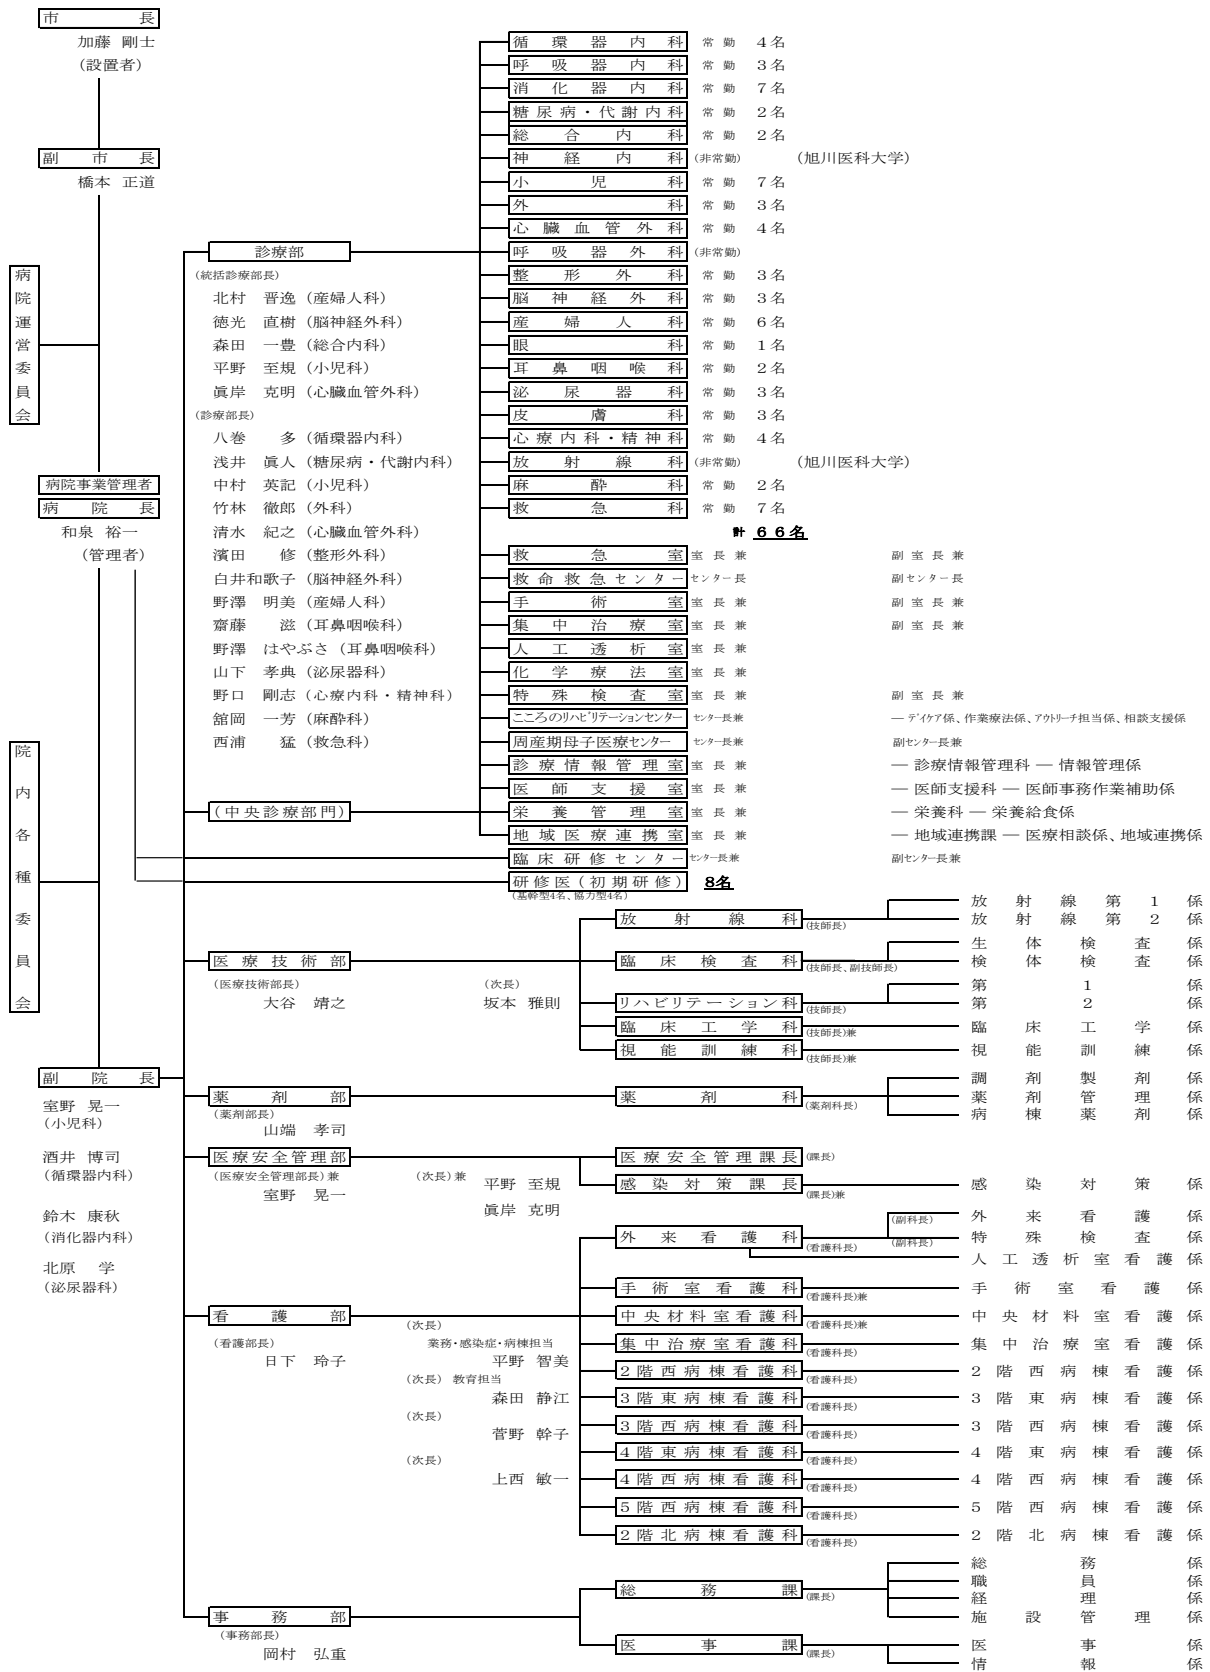 市長
加藤 剛士
(設置者)
副市長
橋本 正道
病院運営委員会
病院事業管理者
病院長
和泉 裕一
(管理者)
院内各種委員会
副院長
室野 晃一
(小児科)
酒井 博司
(循環器内科)
鈴木 康秋
(消化器内科)
北原 学
(泌尿器科)
診療部
(統括診療部長)
北村 晋逸 (産婦人科)
徳光 直樹 (脳神経外科)
森田 一豊 (総合内科)
平野 至規 (小児科)
眞岸 克明 (心臓血管外科)
(診療部長)
八巻 多 (循環器内科)
浅井 眞人 (糖尿病・代謝内科)
中村 英記 (小児科)
竹林 徹郎 (外科)
清水 紀之 (心臓血管外科)
濱田 修 (整形外科)
白井和歌子 (脳神経外科)
野澤 明美 (産婦人科)
齋藤 滋 (耳鼻咽喉科)
野澤 はやぶさ (耳鼻咽喉科)
山下 孝典 (泌尿器科)
野口 剛志 (心療内科・精神科)
舘岡 一芳 (麻酔科)
西浦 猛 (救急科)
(中央診療部門)
循環器内科 常勤 4名
呼吸器内科 常勤 3名
消化器内科 常勤 7名
糖尿病・代謝内科 常勤 2名
総合内科 常勤 2名
神経内科 (非常勤) (旭川医科大学)
小児科 常勤 7名
外科 常勤 3名
心臓血管外科 常勤 4名
呼吸器外科 (非常勤)
整形外科 常勤 3名
脳神経外科 常勤 3名
産婦人科 常勤 6名
眼科 常勤 1名
耳鼻咽喉科 常勤 2名
泌尿器科 常勤 3名
皮膚科 常勤 3名
心療内科・精神科 常勤 4名
放射線科 (非常勤) (旭川医科大学)
麻酔科 常勤 2名
救急科 常勤 7名
計 66名
救急室 室長兼 副室長兼
救命救急センター センター長 副センター長
手術室 室長兼 副室長兼
集中治療室 室長兼 副室長兼
人工透析室 室長兼
化学療法室 室長兼
特殊検査室 室長兼 副室長兼
こころのリハビリテーションセンター センター長兼 ― デイケア係、作業療法係、アウトリーチ担当係、相談支援係
周産期母子医療センター センター長兼 副センター長兼
診療情報管理室 室長兼 ― 診療情報管理科 ― 情報管理係
医師支援室 室長兼 ― 医師支援科 ― 医師事務作業補助係
栄養管理室 室長兼 ― 栄養科 ― 栄養給食係
地域医療連携室 室長兼 ― 地域連携課 ― 医療相談係、地域連携係
臨床研修センター センター長兼 副センター長兼
研修医(初期研修) 8名
(基幹型4名、協力型4名)
医療技術部
(医療技術部長)
大谷 靖之
(次長)
坂本 雅則
放射線科 (技師長)
放射線第1係
放射線第2係
臨床検査科 (技師長、副技師長)
生体検査係
検体検査係
リハビリテーション科 (技師長)
第1係
第2係
臨床工学科 (技師長)兼 臨床工学係
視能訓練科 (技師長)兼 視能訓練係
薬剤部
(薬剤部長)
山端 孝司
薬剤科 (薬剤科長)
調剤製剤係
薬剤管理係
病棟薬剤係
医療安全管理部
(医療安全管理部長)兼
室野 晃一
(次長)兼
平野 至規
眞岸 克明
医療安全管理課長 (課長)
感染対策課長 (課長)兼 感染対策係
看護部
(看護部長)
日下 玲子
(次長)
業務・感染症・病棟担当
平野 智美
(次長) 教育担当
森田 静江
(次長)
菅野 幹子
(次長)
上西 敏一
外来看護科 (看護科長)
(副科長) 外来看護係
(副科長) 特殊検査係
人工透析室看護係
手術室看護科 (看護科長)兼 手術室看護係
中央材料室看護科 (看護科長)兼 中央材料室看護係
集中治療室看護科 (看護科長) 集中治療室看護係
2階西病棟看護科 (看護科長) 2階西病棟看護係
3階東病棟看護科 (看護科長) 3階東病棟看護係
3階西病棟看護科 (看護科長) 3階西病棟看護係
4階東病棟看護科 (看護科長) 4階東病棟看護係
4階西病棟看護科 (看護科長) 4階西病棟看護係
5階西病棟看護科 (看護科長) 5階西病棟看護係
2階北病棟看護科 (看護科長) 2階北病棟看護係
事務部
(事務部長)
岡村 弘重
総務課 (課長)
総務係
職員係
経理係
施設管理係
医事課 (課長)
医事係
情報係